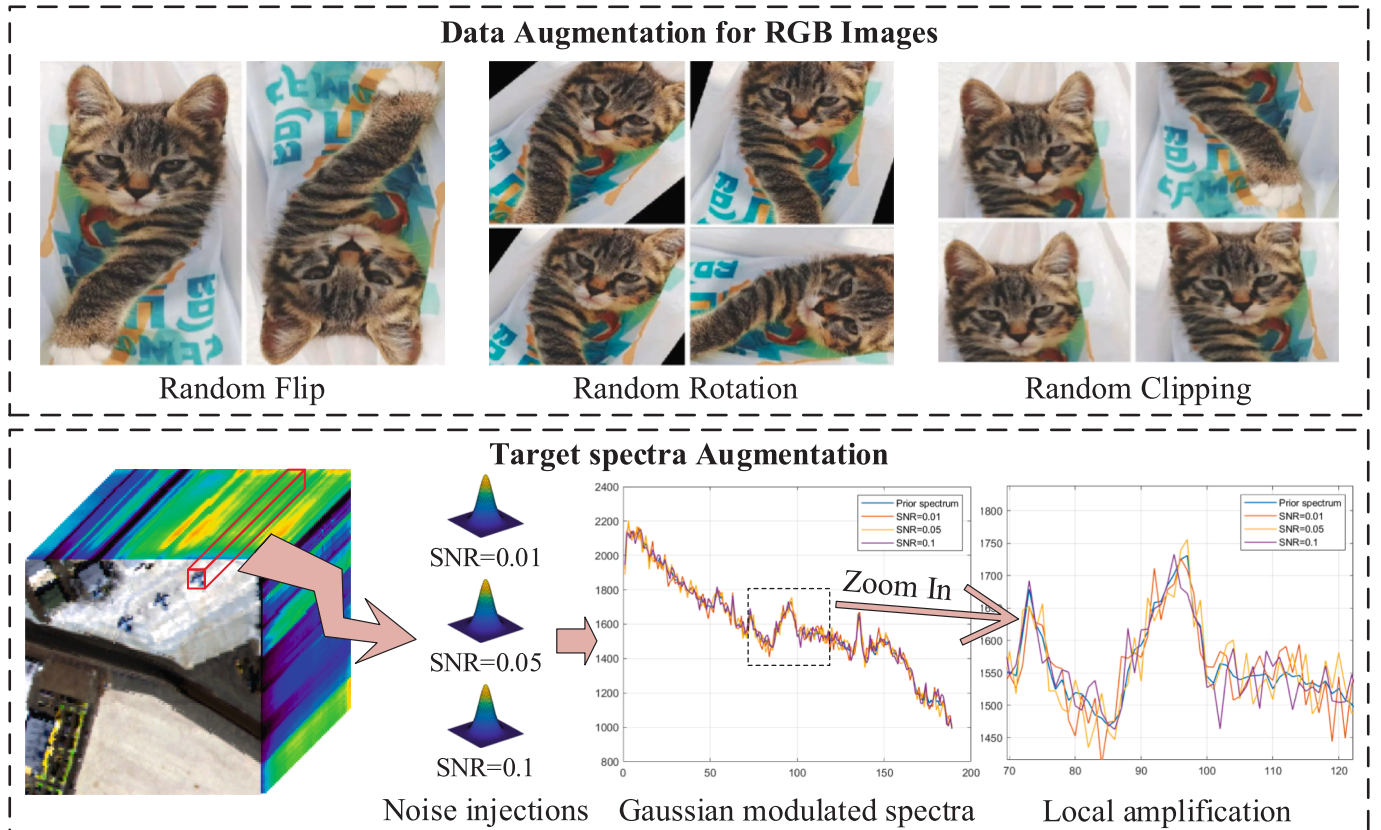 Data Augmentation for RGB Images
Random Flip
Random Rotation
Random Clipping
Target spectra Augmentation
SNR=0.01
SNR=0.05
SNR=0.1
Noise injections
2400
2200
2000
1800
1600
1400
1200
1000
800
0
50
100
150
200
Prior spectrum
SNR=0.01
SNR=0.05
SNR=0.1
Gaussian modulated spectra
Zoom In
1800
1750
1700
1650
1600
1550
1500
1450
70
80
90
100
110
120
Prior spectrum
SNR=0.01
SNR=0.05
SNR=0.1
Local amplification